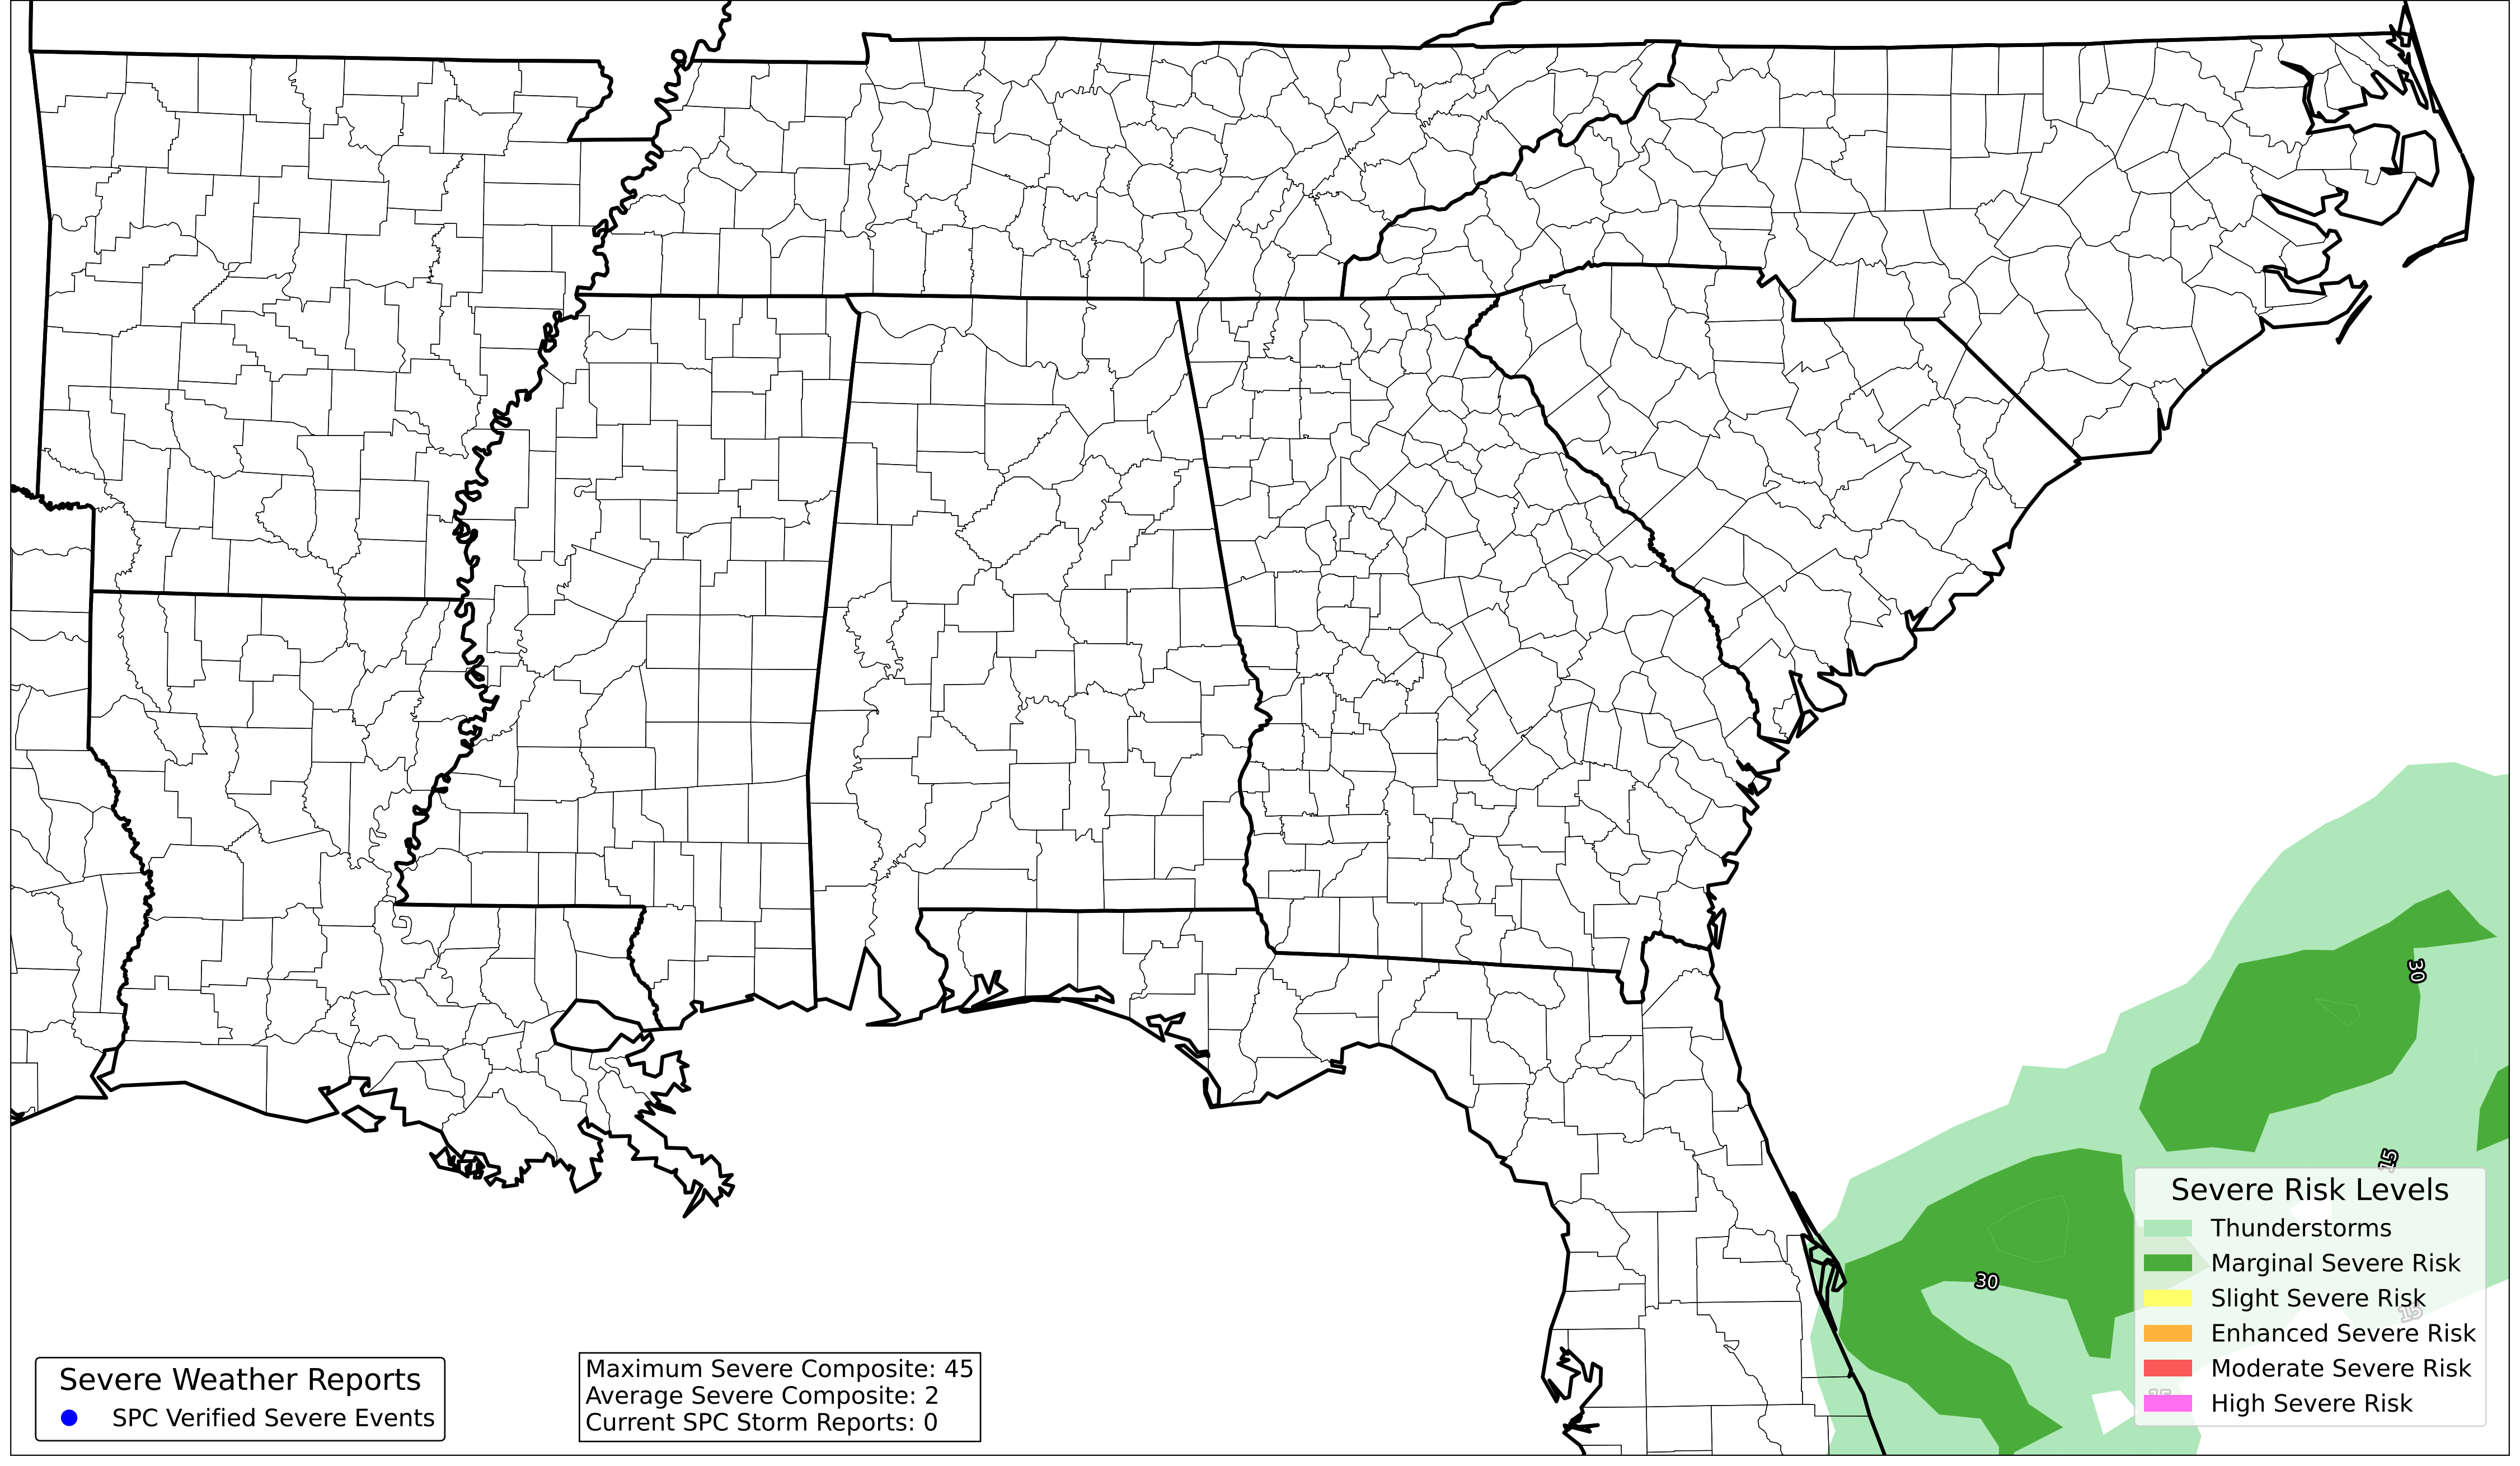 30
15
Severe Risk Levels
Thunderstorms
Marginal Severe Risk
30
Slight Severe Risk
15
Enhanced Severe Risk
Maximum Severe Composite: 45
Severe Weather Reports
Moderate Severe Risk
Average Severe Composite: 2
15
High Severe Risk
SPC Verified Severe Events
Current SPC Storm Reports: 0